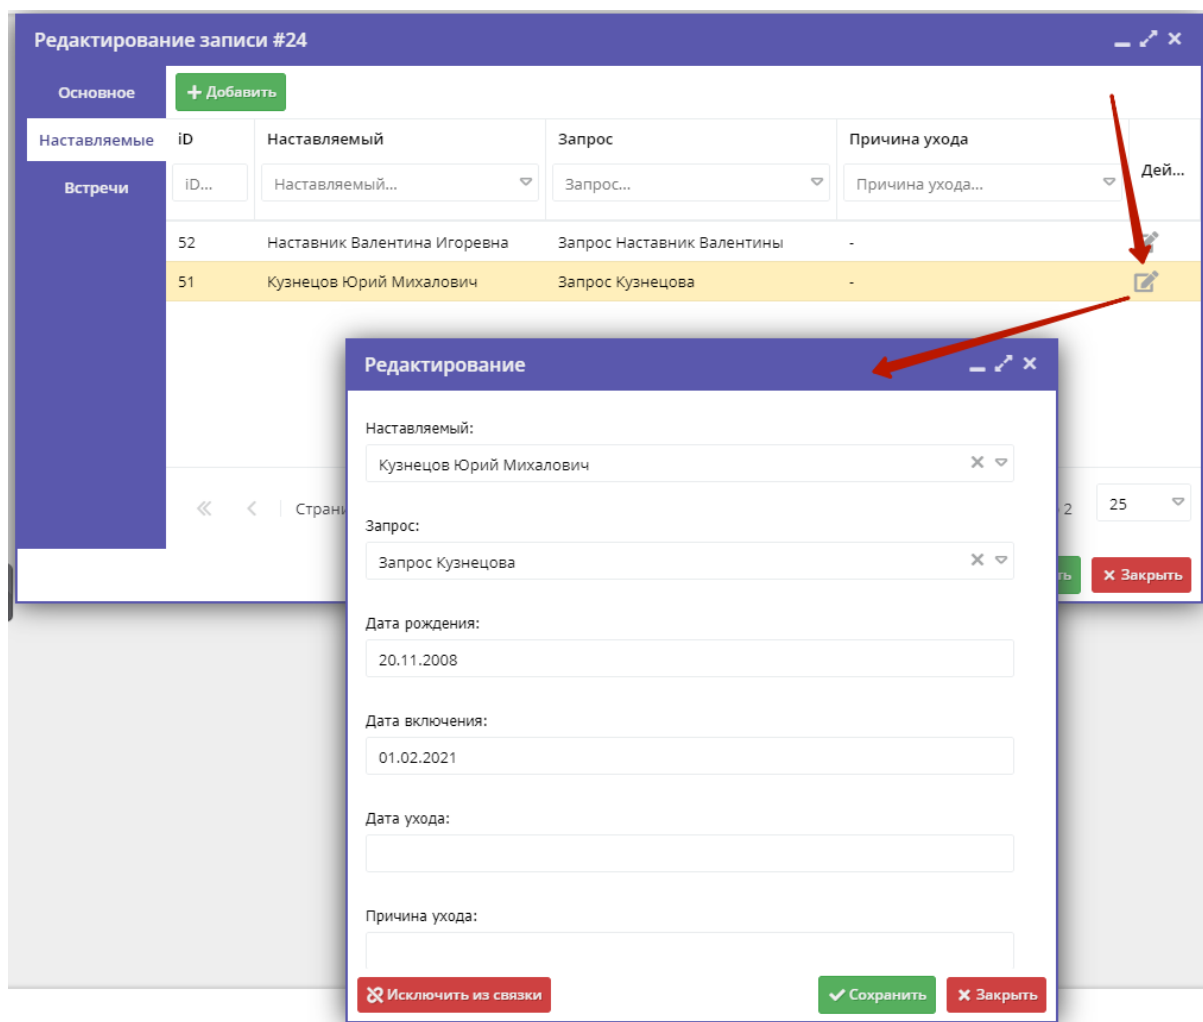 Редактирование записи #24
Основное
Добавить
Наставляемые
iD
Наставляемый
Запрос
Причина ухода
Дей...
iD...
Наставляемый...
Запрос...
Причина ухода...
Встречи
52
Наставник Валентина Игоревна
Запрос Наставник Валентины
-
51
Кузнецов Юрий Михалович
Запрос Кузнецова
-
Редактирование
Наставляемый:
Кузнецов Юрий Михалович
2
25
Запрос:
Запрос Кузнецова
Закрыть
Дата рождения:
20.11.2008
Дата включения:
01.02.2021
Дата ухода:
Причина ухода:
Исключить из связки
Сохранить
Закрыть